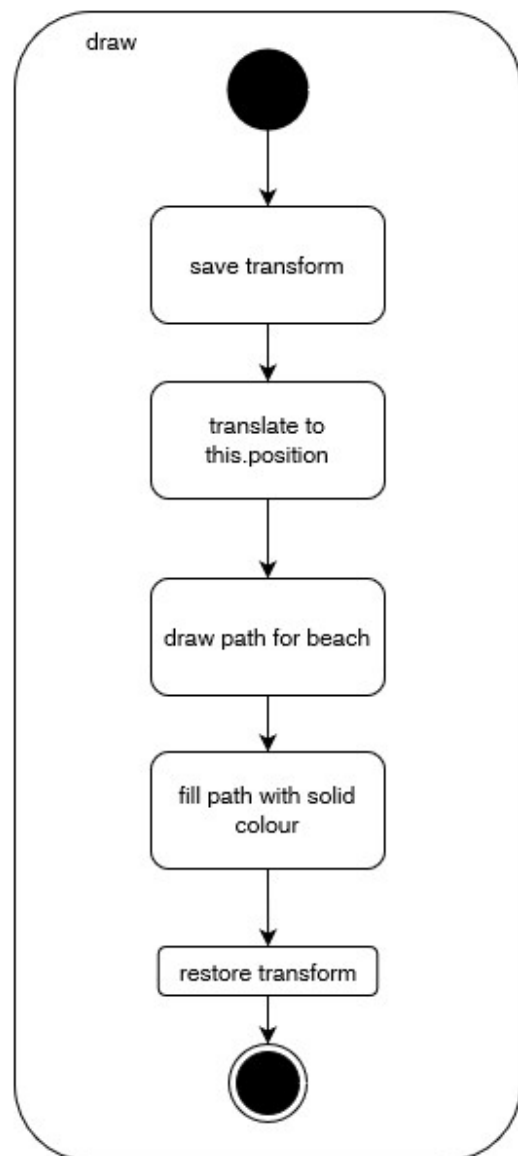 draw
save transform
translate to
this.position
draw path for beach
fill path with solid
colour
restore transform